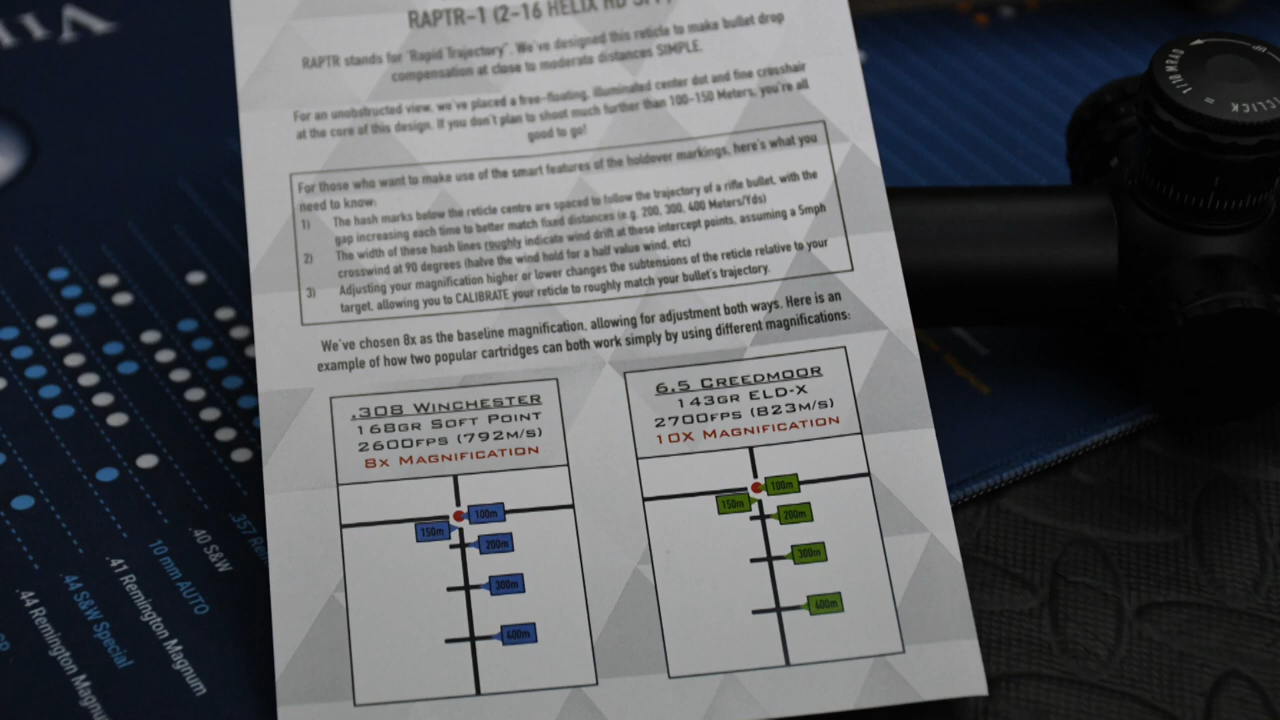 RAPTR-1 (2-16 HELIX HD SFP)
RAPTR stands for "Rapid Trajectory". We've designed this reticle to make bullet drop
compensation at close to moderate distances SIMPLE.
For an unobstructed view, we've placed a free-floating, illuminated center dot and fine crosshair
at the core of this design. If you don't plan to shoot much further than 100-150 Meters, you're all
good to go!
For those who want to make use of the smart features of the holdover markings, here's what you
need to know:
1) The hash marks below the reticle centre are spaced to follow the trajectory of a rifle bullet, with the
gap increasing each time to better match fixed distances (e.g. 200, 300, 400 Meters/Yds)
2) The width of these hash lines roughly indicate wind drift at these intercept points, assuming a 5mph
crosswind at 90 degrees (halve the wind hold for a half value wind, etc)
3) Adjusting your magnification higher or lower changes the subtensions of the reticle relative to your
target, allowing you to CALIBRATE your reticle to roughly match your bullet's trajectory.
We've chosen 8x as the baseline magnification, allowing for adjustment both ways. Here is an
example of how two popular cartridges can both work simply by using different magnifications:
.308 WINCHESTER
168GR SOFT POINT
2600FPS (792M/S)
8X MAGNIFICATION
100m
150m
200m
300m
400m
6.5 CREEDMOOR
143GR ELD-X
2700FPS (823M/S)
10X MAGNIFICATION
100m
150m
200m
300m
400m
.357 Rem
40 S&W
10 mm AUTO
.41 Remington Magnum
.44 S&W Special
.44 Remington Magnu
CLICK = 1/10 MRAD
UP